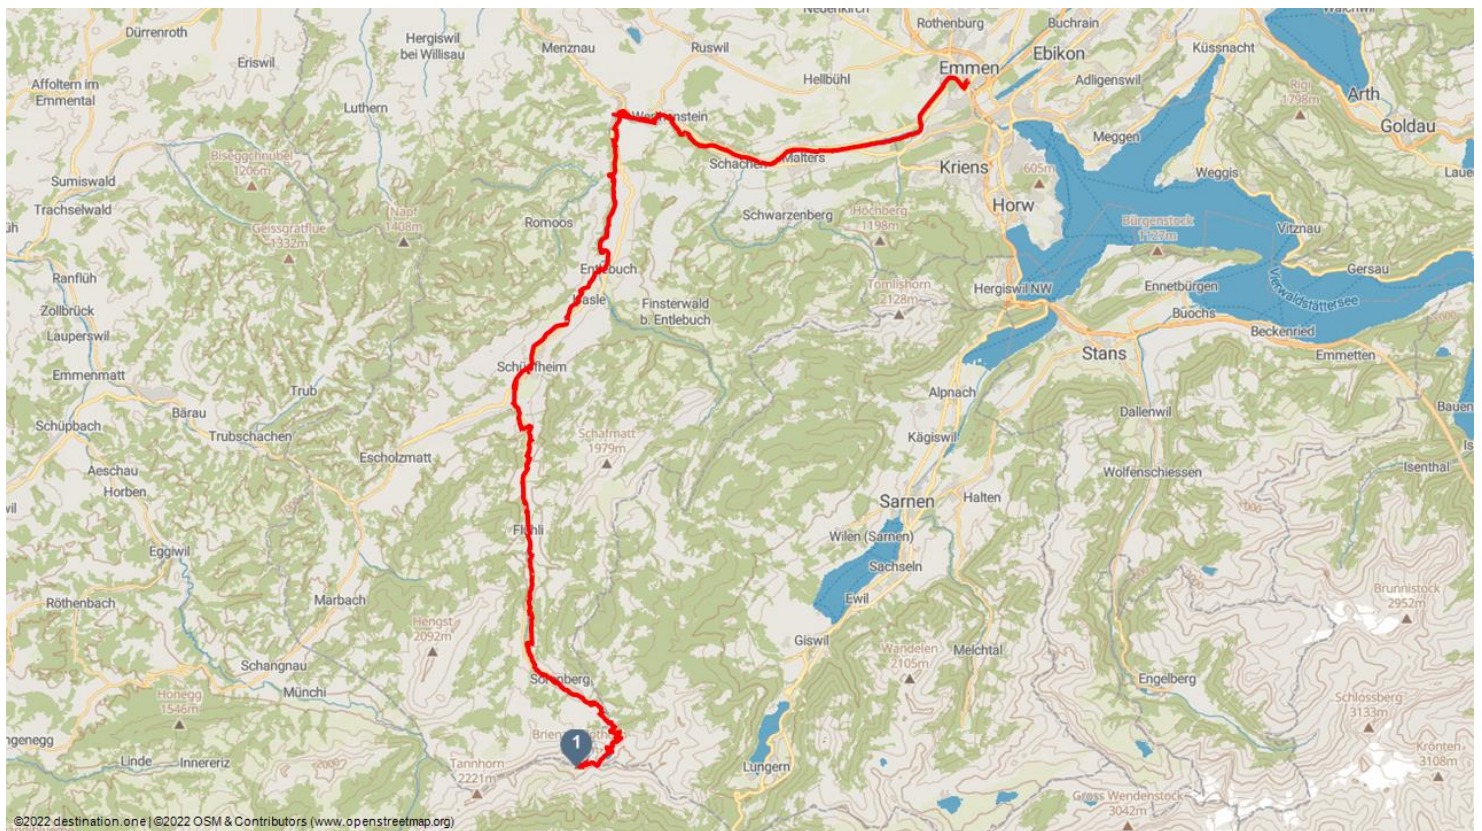 Neuenkirch
Walchwil
Dürrenroth
Rothenburg
Buchrain
Hergiswil
bei Willisau
Menznau
Ruswil
Ebikon
Küssnacht
Eriswil
Emmen
Adligenswil
Affoltern im
Emmental
Hellbühl
Rigi
1798m
Arth
Luthern
Werthenstein
Goldau
Meggen
Biseggchnubel
1206m
Schachen
Malters
Kriens
605m
Weggis
Sumiswald
Trachselwald
Napf
1408m
Romoos
Schwarzenberg
Höchberg
1198m
Horw
Bürgenstock
1127m
Vitznau
Geissgratflue
1332m
Ranflüh
Entlebuch
Gersau
Vierwaldstättersee
Zollbrück
Hasle
Finsterwald
b. Entlebuch
Tomlishorn
2128m
Hergiswil NW
Ennetbürgen
Buochs
Beckenried
Lauperswil
Emmetten
Stans
Emmenmatt
Schüpfheim
Trub
Alpnach
Bärau
Dallenwil
Schüpbach
Trubschachen
Schafmatt
1979m
Kägiswil
Escholzmatt
Isenthal
Aeschau
Wolfenschiessen
Horben
Sarnen
Halten
Flühli
Wilen (Sarnen)
Eggiwil
Sachseln
Röthenbach
Marbach
Ewil
Brunnistock
2952m
Hengst
2092m
Giswil
Wandelen
2105m
Melchtal
Schangnau
Sörenberg
Engelberg
Honegg
1546m
Münchi
Schlossberg
3133m
1
Linde
Innereriz
Tannhorn
2221m
Lungern
Kröntén
3108m
Gross Wendenstock
3042m
©2022 destination.one | ©2022 OSM & Contributors (www.openstreetmap.org)